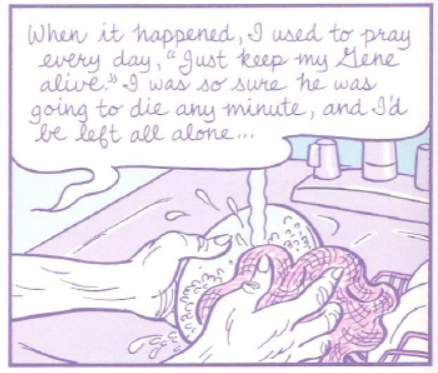 When it happened, I used to pray
every day, "Just keep my Gene
alive." I was so sure he was
going to die any minute, and I'd
be left all alone...